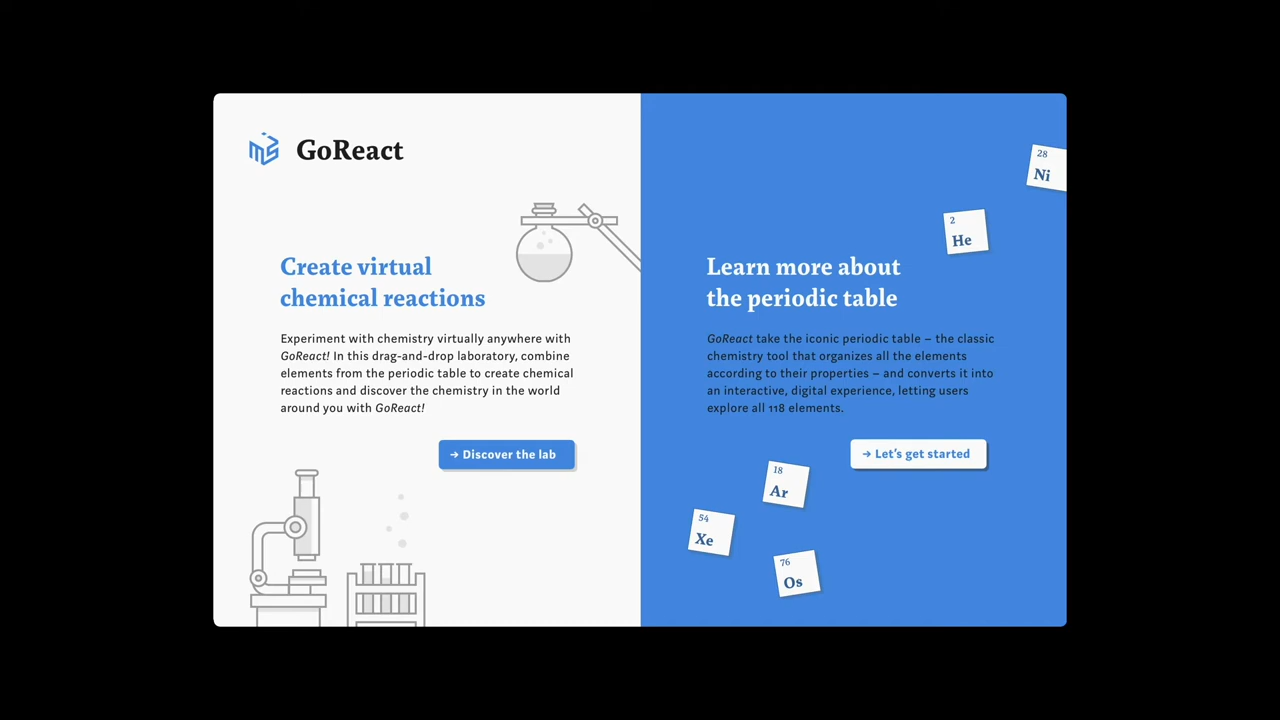 GoReact
Create virtual
chemical reactions
Experiment with chemistry virtually anywhere with
GoReact! In this drag-and-drop laboratory, combine
elements from the periodic table to create chemical
reactions and discover the chemistry in the world
around you with GoReact!
→ Discover the lab
28
Ni
2
He
Learn more about
the periodic table
GoReact take the iconic periodic table – the classic
chemistry tool that organizes all the elements
according to their properties – and converts it into
an interactive, digital experience, letting users
explore all 118 elements.
→ Let's get started
18
Ar
54
Xe
76
Os